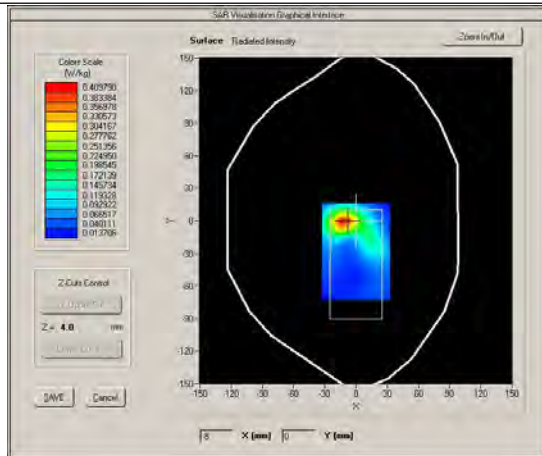 SAR Visualisation Graphical Interface
Surface Radiated Intensity
Zoom In/Out
Colors Scale
(W/kg)
0.409790
0.383384
0.356978
0.330573
0.304167
0.277762
0.251356
0.224950
0.198545
0.172139
0.145734
0.119328
0.092922
0.066517
0.040111
0.013706
150
120
90
60
30
0
-30
-60
-90
-120
-150
Y
-150 -120 -90 -60 -30 0 30 60 90 120 150
X
Z-Cuts Control
Z = 4.0 mm
SAVE
Cancel
8 X (mm) 0 Y (mm)